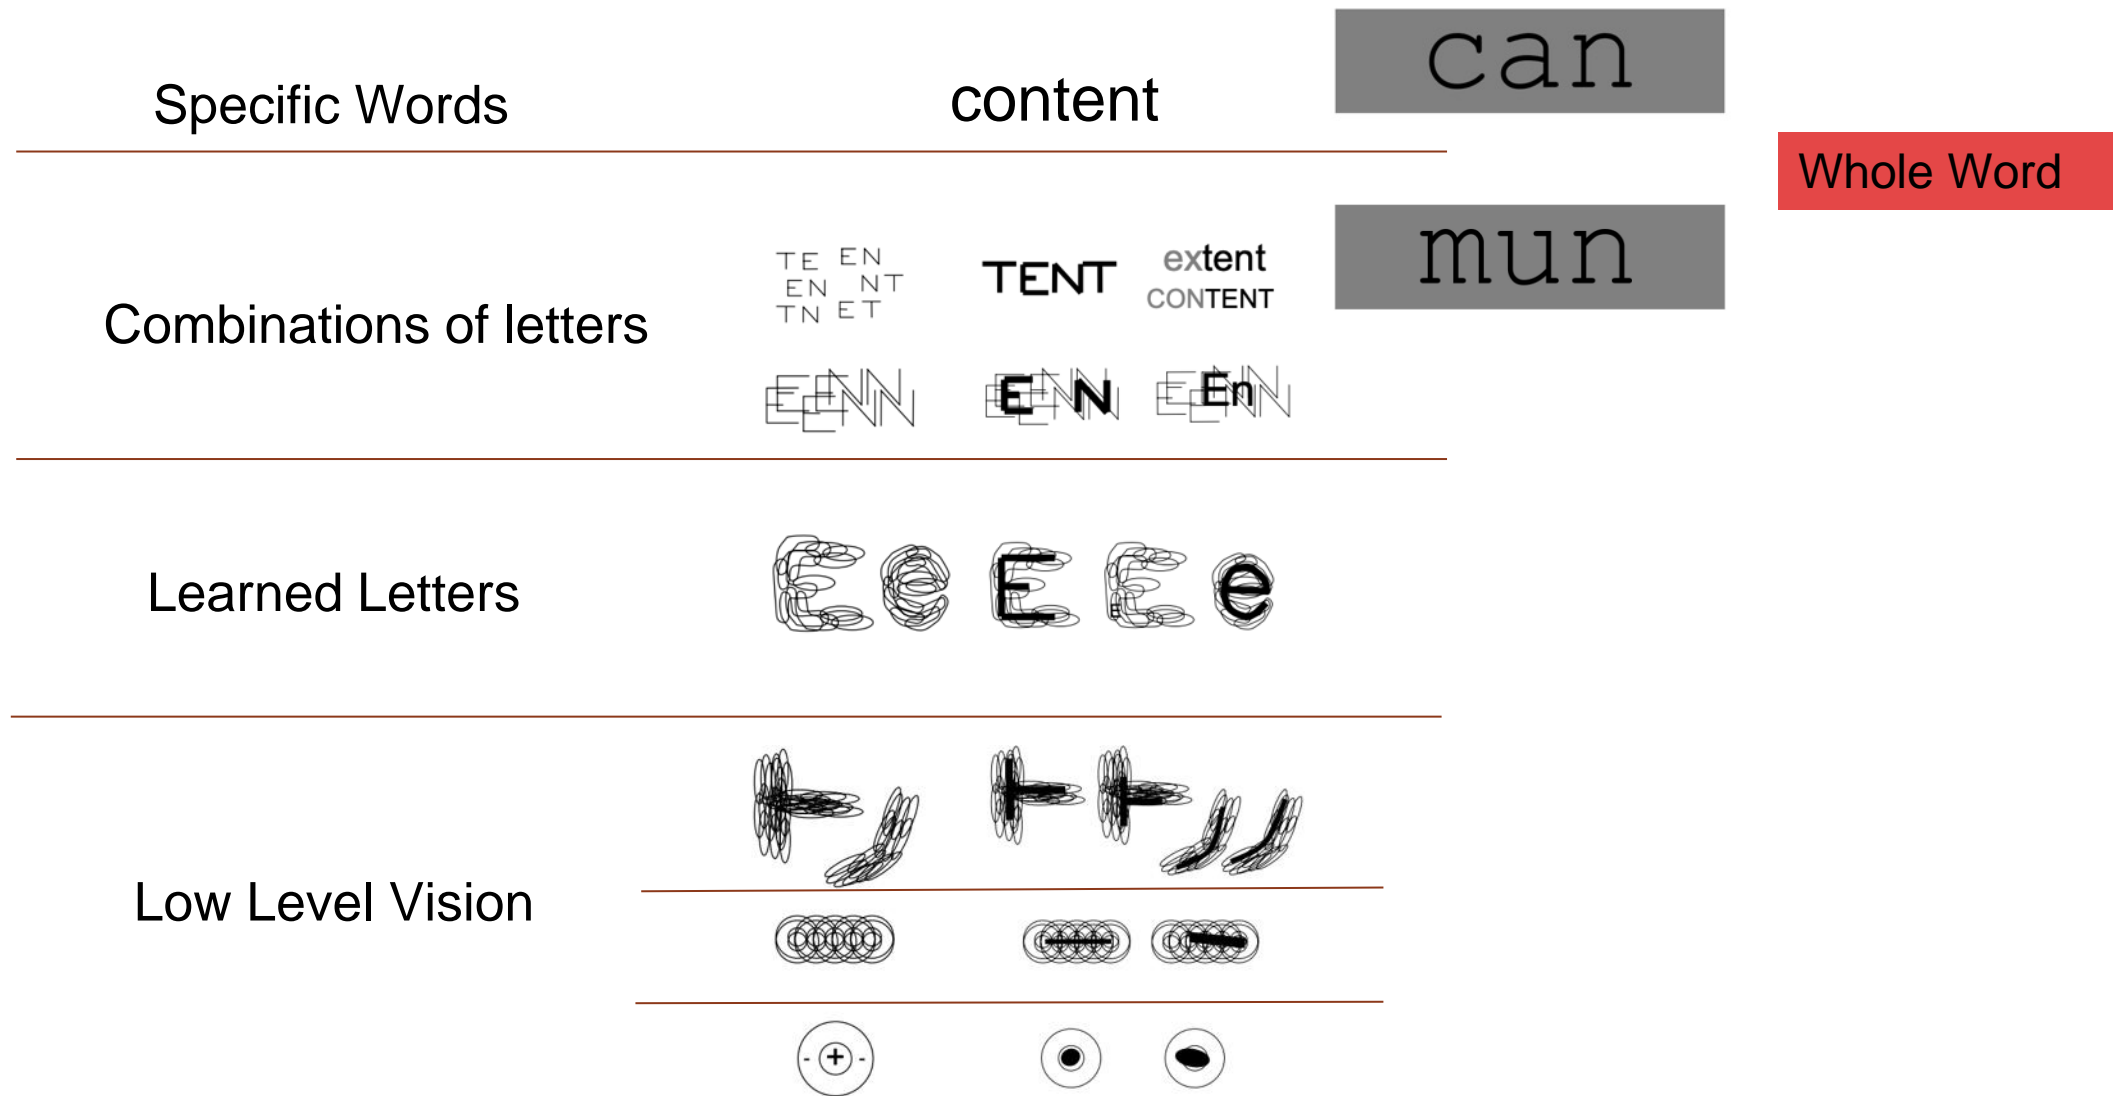 Specific Words
content
can
Whole Word
Combinations of letters
TE EN
EN NT
TN ET
TENT
extent
CONTENT
mun
E E N N
E N
En
Learned Letters
E e E E e
E
Low Level Vision
- + -